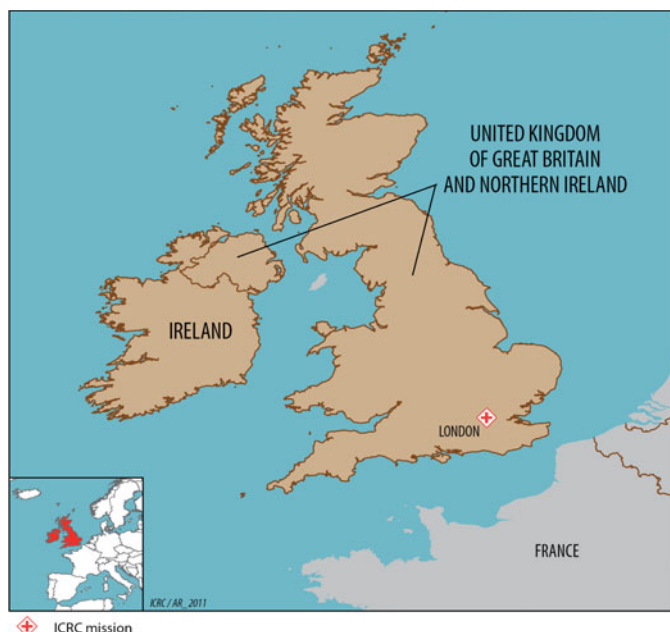 UNITED KINGDOM
OF GREAT BRITAIN
AND NORTHERN IRELAND
IRELAND
LONDON
FRANCE
ICRC / AR_2011
ICRC mission